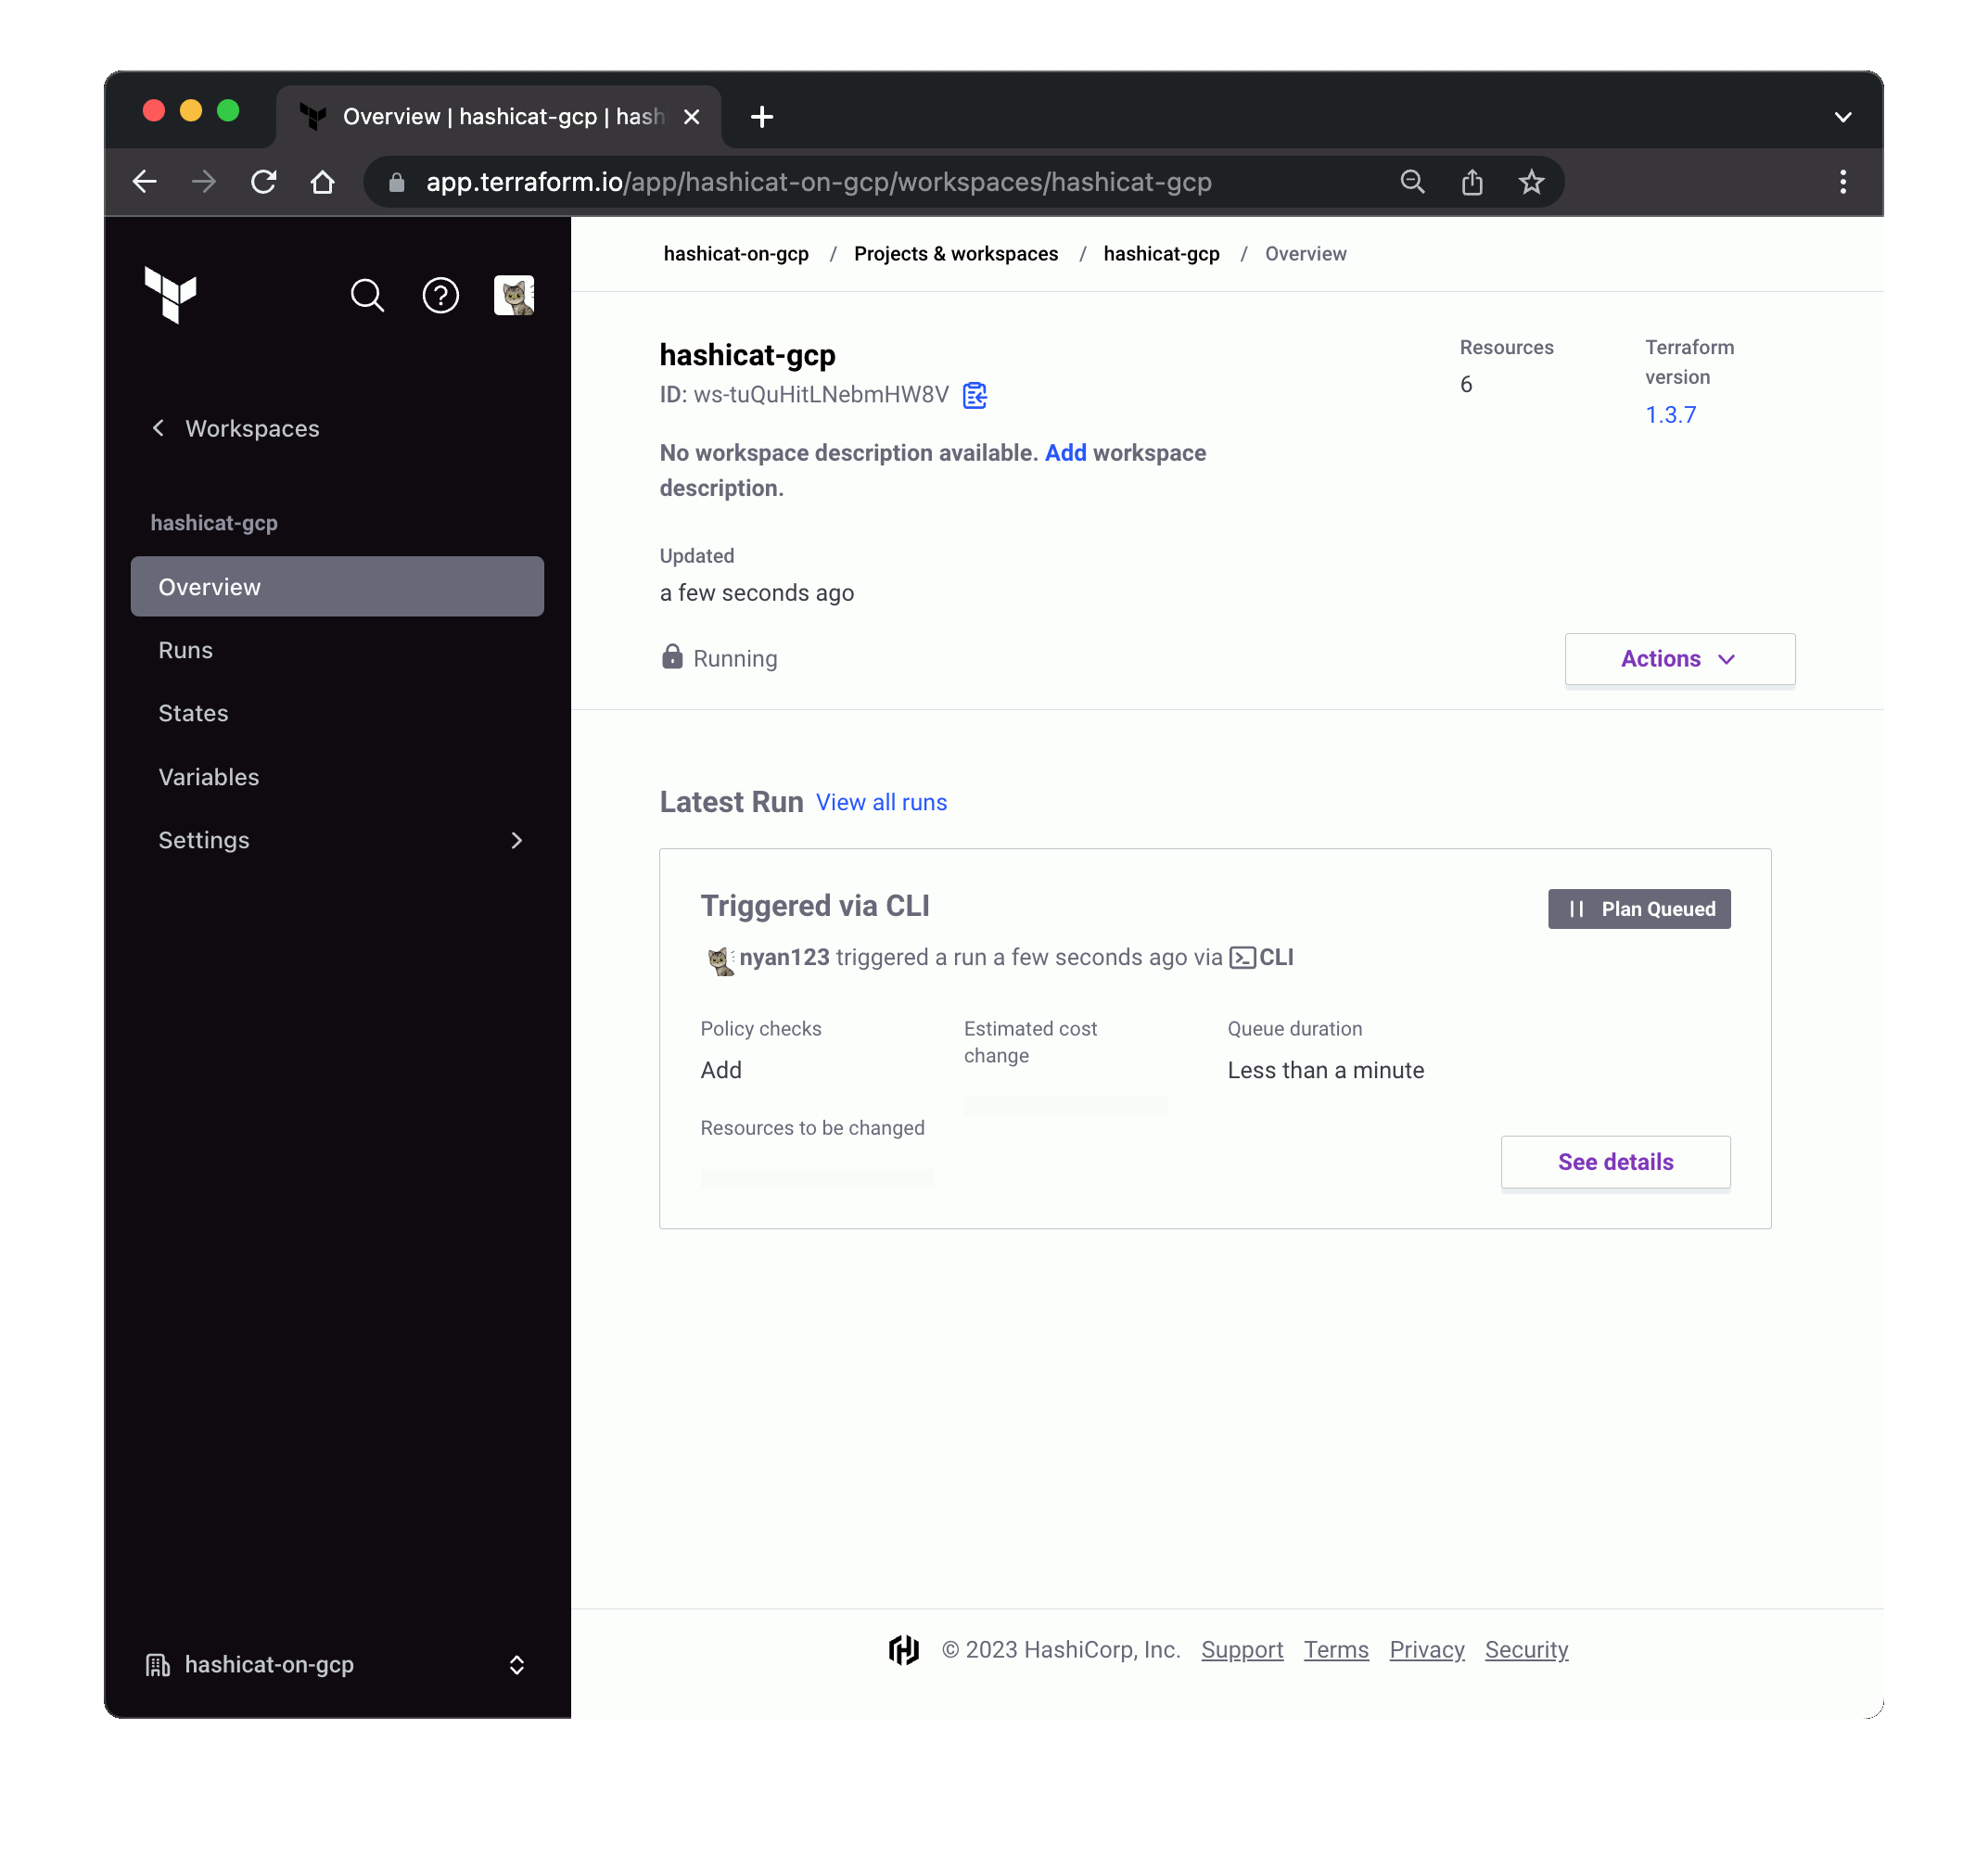 Overview | hashicat-gcp | hash
app.terraform.io/app/hashicat-on-gcp/workspaces/hashicat-gcp
Workspaces
hashicat-gcp
Overview
Runs
States
Variables
Settings
hashicat-on-gcp
hashicat-on-gcp / Projects & workspaces / hashicat-gcp / Overview
hashicat-gcp
ID: ws-tuQuHitLNebmHW8V
No workspace description available. Add workspace
description.
Resources
6
Terraform
version
1.3.7
Updated
a few seconds ago
Running
Actions
Latest Run View all runs
Triggered via CLI
Plan Queued
nyan123 triggered a run a few seconds ago via CLI
Policy checks
Add
Estimated cost
change
Queue duration
Less than a minute
Resources to be changed
See details
© 2023 HashiCorp, Inc. Support Terms Privacy Security